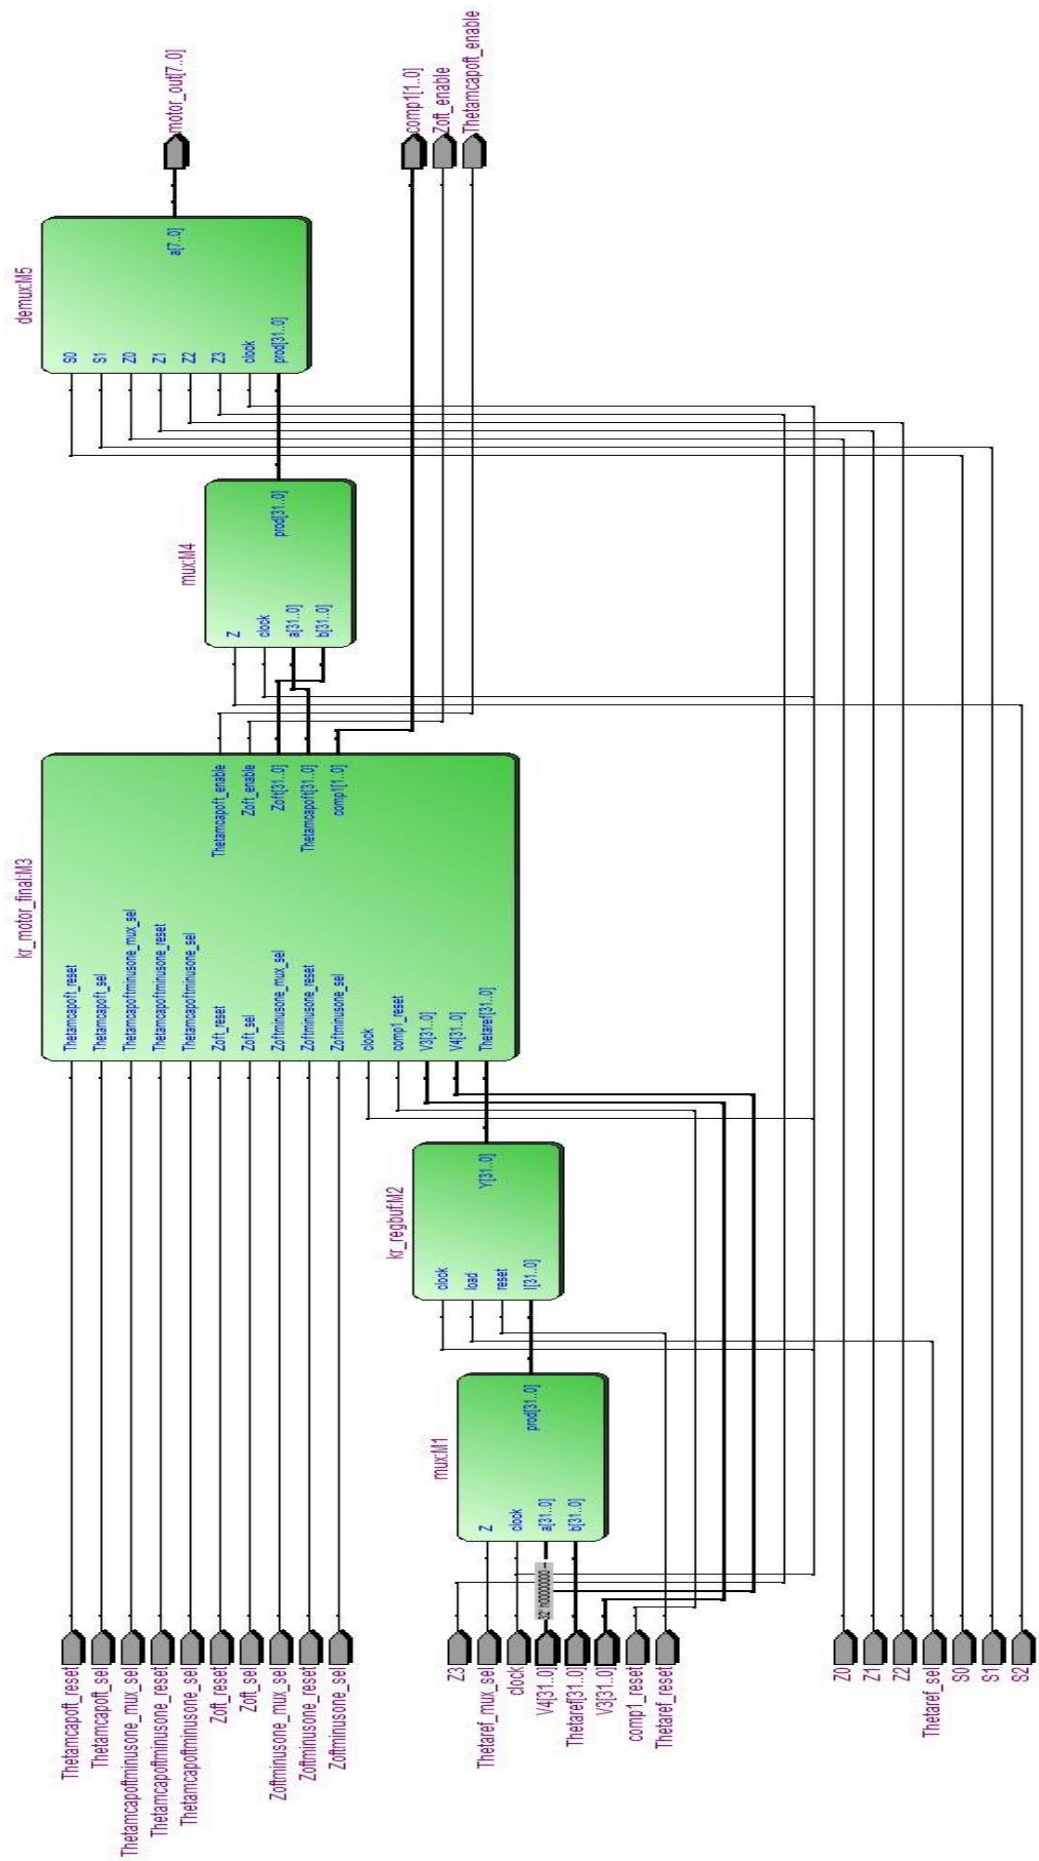 Thetamcapoft_reset
Thetamcapoft_sel
Thetamcapoftminusone_mux_sel
Thetamcapoftminusone_reset
Thetamcapoftminusone_sel
Zoft_reset
Zoft_sel
Zoftminusone_mux_sel
Zoftminusone_reset
Zoftminusone_sel
Z3
Thetaref_mux_sel
clock
V4[31..0]
Thetaref[31..0]
V3[31..0]
comp1_reset
Thetaref_reset
Z0
Z1
Z2
Thetaref_sel
S0
S1
S2
32' h00000000 --
mux:M1
Z
clock
a[31..0]
b[31..0]
prod[31..0]
kr_regbuf:M2
clock
load
reset
I[31..0]
Y[31..0]
kr_motor_final:M3
Thetamcapoft_reset
Thetamcapoft_sel
Thetamcapoftminusone_mux_sel
Thetamcapoftminusone_reset
Thetamcapoftminusone_sel
Zoft_reset
Zoft_sel
Zoftminusone_mux_sel
Zoftminusone_reset
Zoftminusone_sel
clock
comp1_reset
V3[31..0]
V4[31..0]
Thetaref[31..0]
Thetamcapoft_enable
Zoft_enable
Zoft[31..0]
Thetamcapoft[31..0]
comp1[1..0]
mux:M4
Z
clock
a[31..0]
b[31..0]
prod[31..0]
demux:M5
S0
S1
Z0
Z1
Z2
Z3
clock
prod[31..0]
a[7..0]
motor_out[7..0]
comp1[1..0]
Zoft_enable
Thetamcapoft_enable